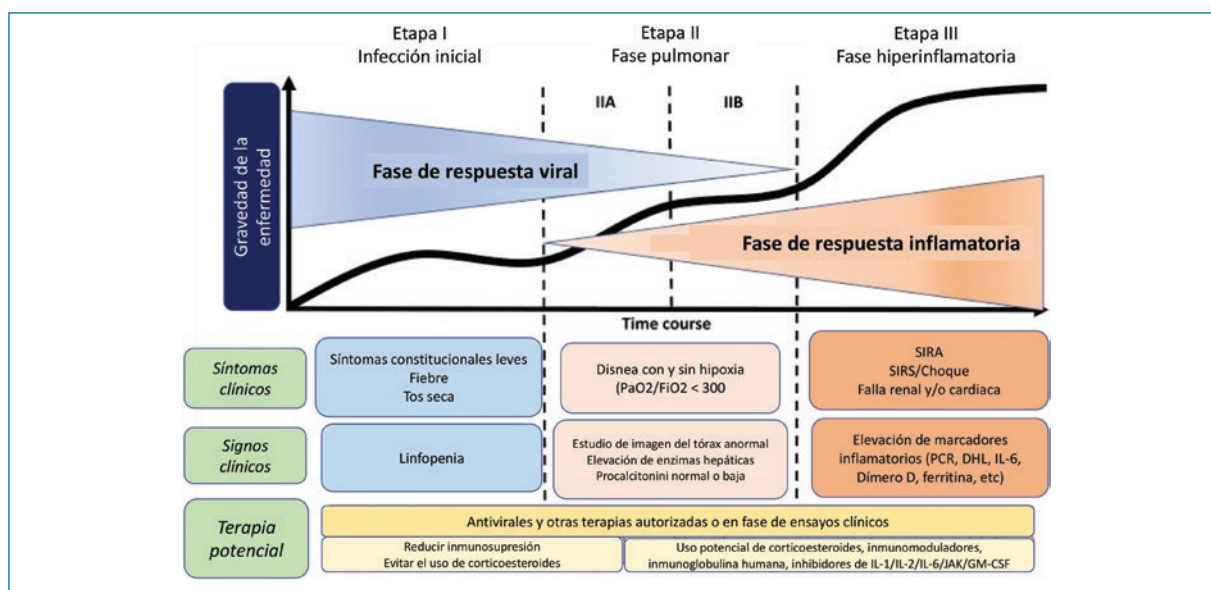 Etapa I
Infección inicial
Etapa II
Fase pulmonar
Etapa III
Fase hiperinflamatoria
IIA
IIB
Gravedad de la
enfermedad
Fase de respuesta viral
Fase de respuesta inflamatoria
Time course
Síntomas
clínicos
Síntomas constitucionales leves
Fiebre
Tos seca
Disnea con y sin hipoxia
(PaO2/FiO2 < 300
SIRA
SIRS/Choque
Falla renal y/o cardiaca
Signos
clínicos
Linfopenia
Estudio de imagen del tórax anormal
Elevación de enzimas hepáticas
Procalcitonini normal o baja
Elevación de marcadores
inflamatorios (PCR, DHL, IL-6,
Dímero D, ferritina, etc)
Terapia
potencial
Antivirales y otras terapias autorizadas o en fase de ensayos clínicos
Reducir inmunosupresión
Evitar el uso de corticoesteroides
Uso potencial de corticoesteroides, inmunomoduladores,
inmunoglobulina humana, inhibidores de IL-1/IL-2/IL-6/JAK/GM-CSF